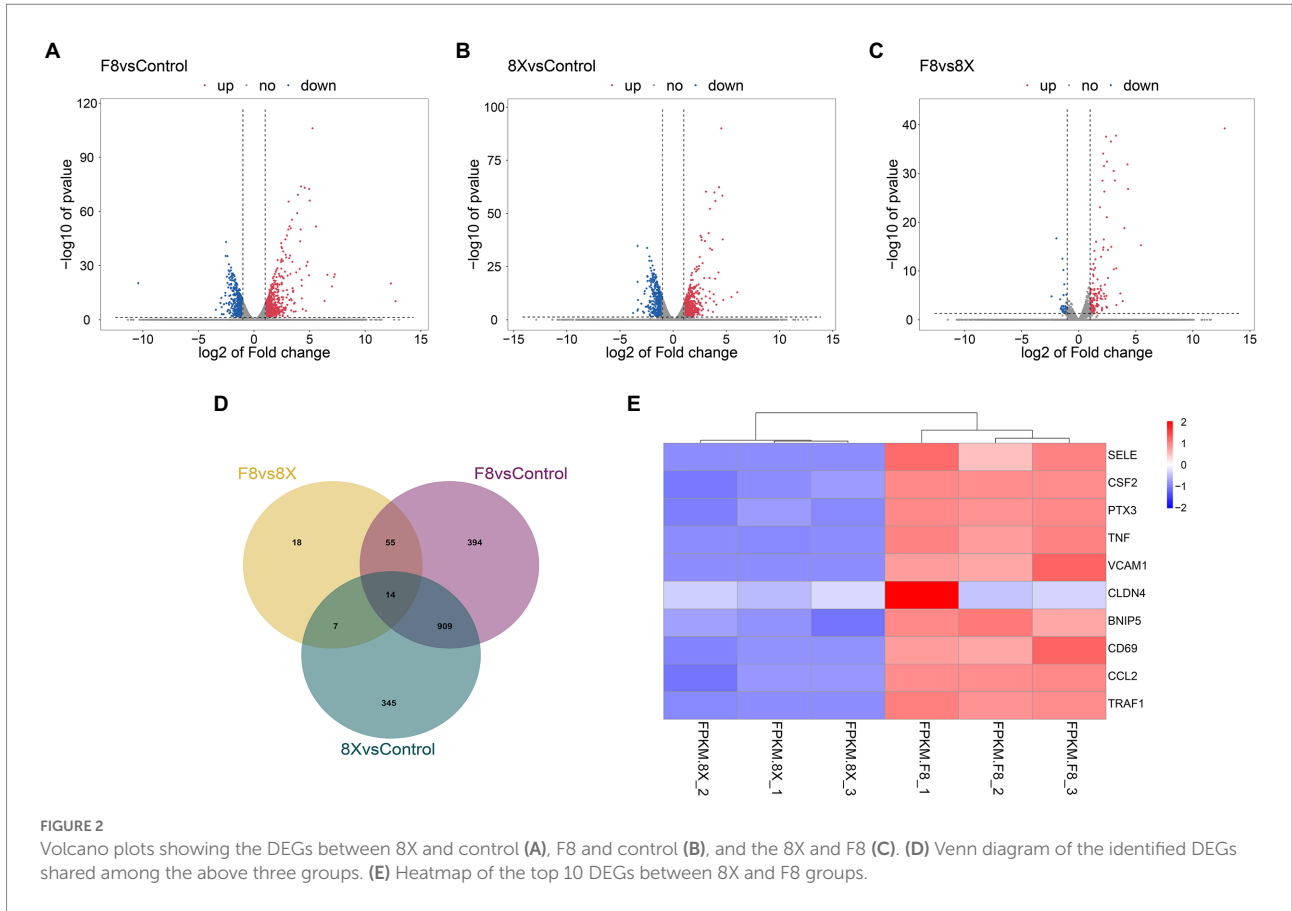 A
F8vsControl
• up • no • down
120
90
60
30
0
−10 −5 0 5 10 15
−log10 of pvalue
log2 of Fold change
B
8XvsControl
• up • no • down
100
75
50
25
0
−15 −10 −5 0 5 10 15
−log10 of pvalue
log2 of Fold change
C
F8vs8X
• up • no • down
40
30
20
10
0
−10 −5 0 5 10 15
−log10 of pvalue
log2 of Fold change
D
F8vs8X
F8vsControl
18
55
394
14
7
909
345
8XvsControl
E
2
1
0
−1
−2
SELE
CSF2
PTX3
TNF
VCAM1
CLDN4
BNIP5
CD69
CCL2
TRAF1
FPKM.8X_2
FPKM.8X_1
FPKM.8X_3
FPKM.F8_1
FPKM.F8_2
FPKM.F8_3
FIGURE 2
Volcano plots showing the DEGs between 8X and control (A), F8 and control (B), and the 8X and F8 (C). (D) Venn diagram of the identified DEGs
shared among the above three groups. (E) Heatmap of the top 10 DEGs between 8X and F8 groups.